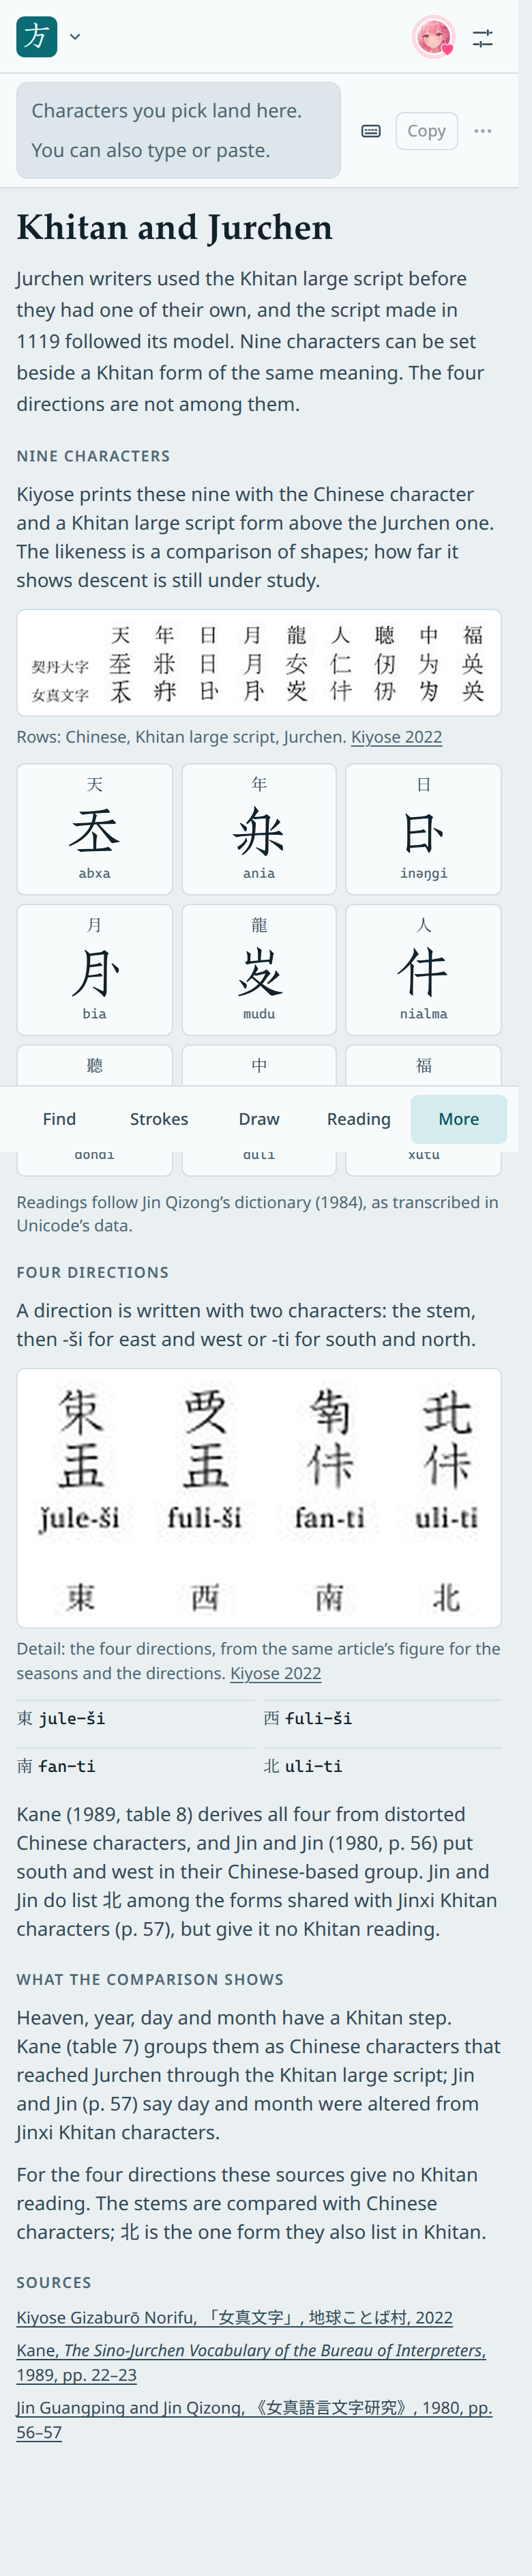 方
Characters you pick land here.
You can also type or paste.
Copy
Khitan and Jurchen
Jurchen writers used the Khitan large script before
they had one of their own, and the script made in
1119 followed its model. Nine characters can be set
beside a Khitan form of the same meaning. The four
directions are not among them.
NINE CHARACTERS
Kiyose prints these nine with the Chinese character
and a Khitan large script form above the Jurchen one.
The likeness is a comparison of shapes; how far it
shows descent is still under study.
天 年 日 月 龍 人 聽 中 福
契丹大字
女真文字
Rows: Chinese, Khitan large script, Jurchen. Kiyose 2022
天 年 日
abxa ania inəŋgi
月 龍 人
bia mudu nialma
聽 中 福
Find Strokes Draw Reading More
dondi duli xutu
Readings follow Jin Qizong’s dictionary (1984), as transcribed in
Unicode’s data.
FOUR DIRECTIONS
A direction is written with two characters: the stem,
then -ši for east and west or -ti for south and north.
ǰule-ši fuli-ši fan-ti uli-ti
東 西 南 北
Detail: the four directions, from the same article’s figure for the
seasons and the directions. Kiyose 2022
東 jule-ši 西 fuli-ši
南 fan-ti 北 uli-ti
Kane (1989, table 8) derives all four from distorted
Chinese characters, and Jin and Jin (1980, p. 56) put
south and west in their Chinese-based group. Jin and
Jin do list 北 among the forms shared with Jinxi Khitan
characters (p. 57), but give it no Khitan reading.
WHAT THE COMPARISON SHOWS
Heaven, year, day and month have a Khitan step.
Kane (table 7) groups them as Chinese characters that
reached Jurchen through the Khitan large script; Jin
and Jin (p. 57) say day and month were altered from
Jinxi Khitan characters.
For the four directions these sources give no Khitan
reading. The stems are compared with Chinese
characters; 北 is the one form they also list in Khitan.
SOURCES
Kiyose Gizaburō Norifu, 「女真文字」, 地球ことば村, 2022
Kane, The Sino-Jurchen Vocabulary of the Bureau of Interpreters,
1989, pp. 22–23
Jin Guangping and Jin Qizong, 《女真語言文字研究》, 1980, pp.
56–57